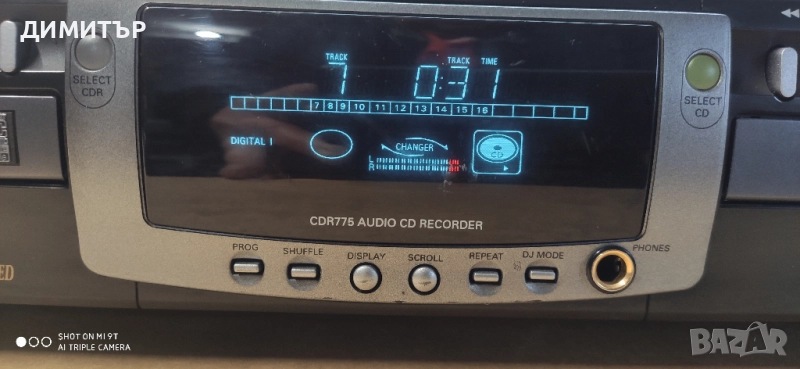 ДИМИТЪР
SELECT
CDR
SELECT
CD
TRACK TRACK TIME
7 0:31
7 8 9 10 11 12 13 14 15 16
DIGITAL I
CHANGER
CD
L
R
CDR775 AUDIO CD RECORDER
PROG SHUFFLE DISPLAY SCROLL REPEAT DJ MODE PHONES
ED
SHOT ON MI 9T
AI TRIPLE CAMERA
BAZAR